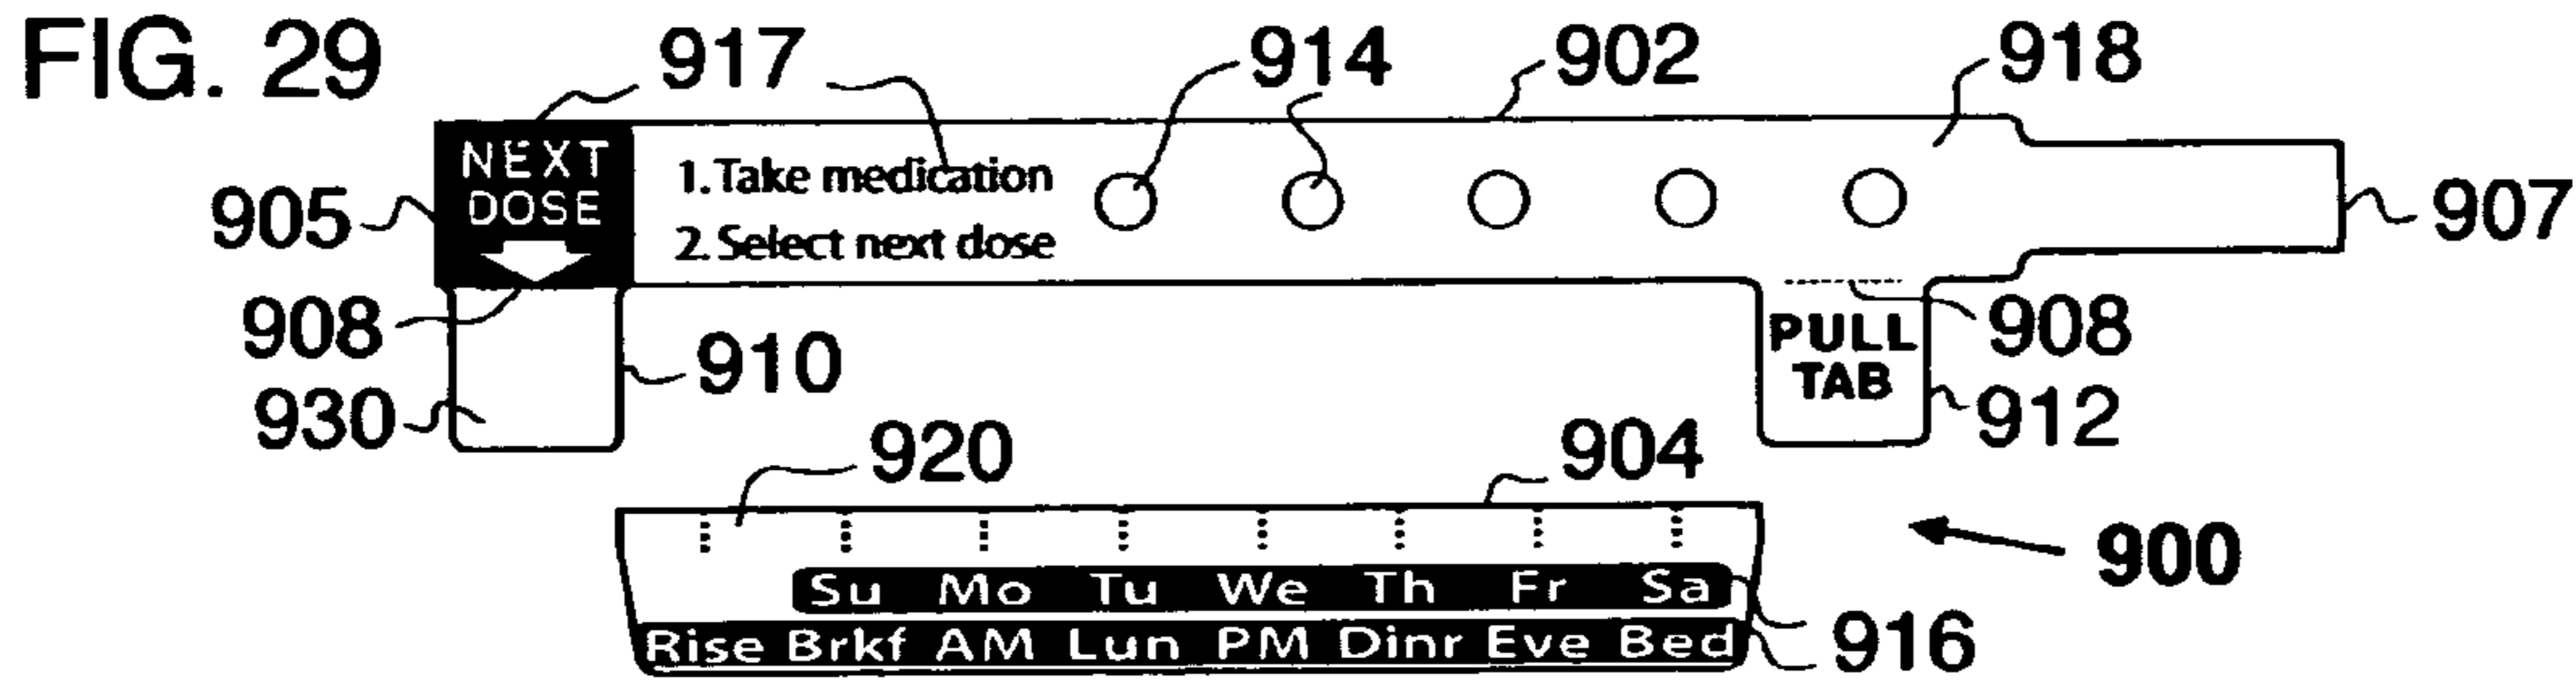 FIG. 29
917
914
902
918
NEXT
DOSE
1. Take medication
2. Select next dose
905
907
908
910
930
PULL
TAB
908
912
920
904
900
Su Mo Tu We Th Fr Sa
Rise Brkf AM Lun PM Dinr Eve Bed
916